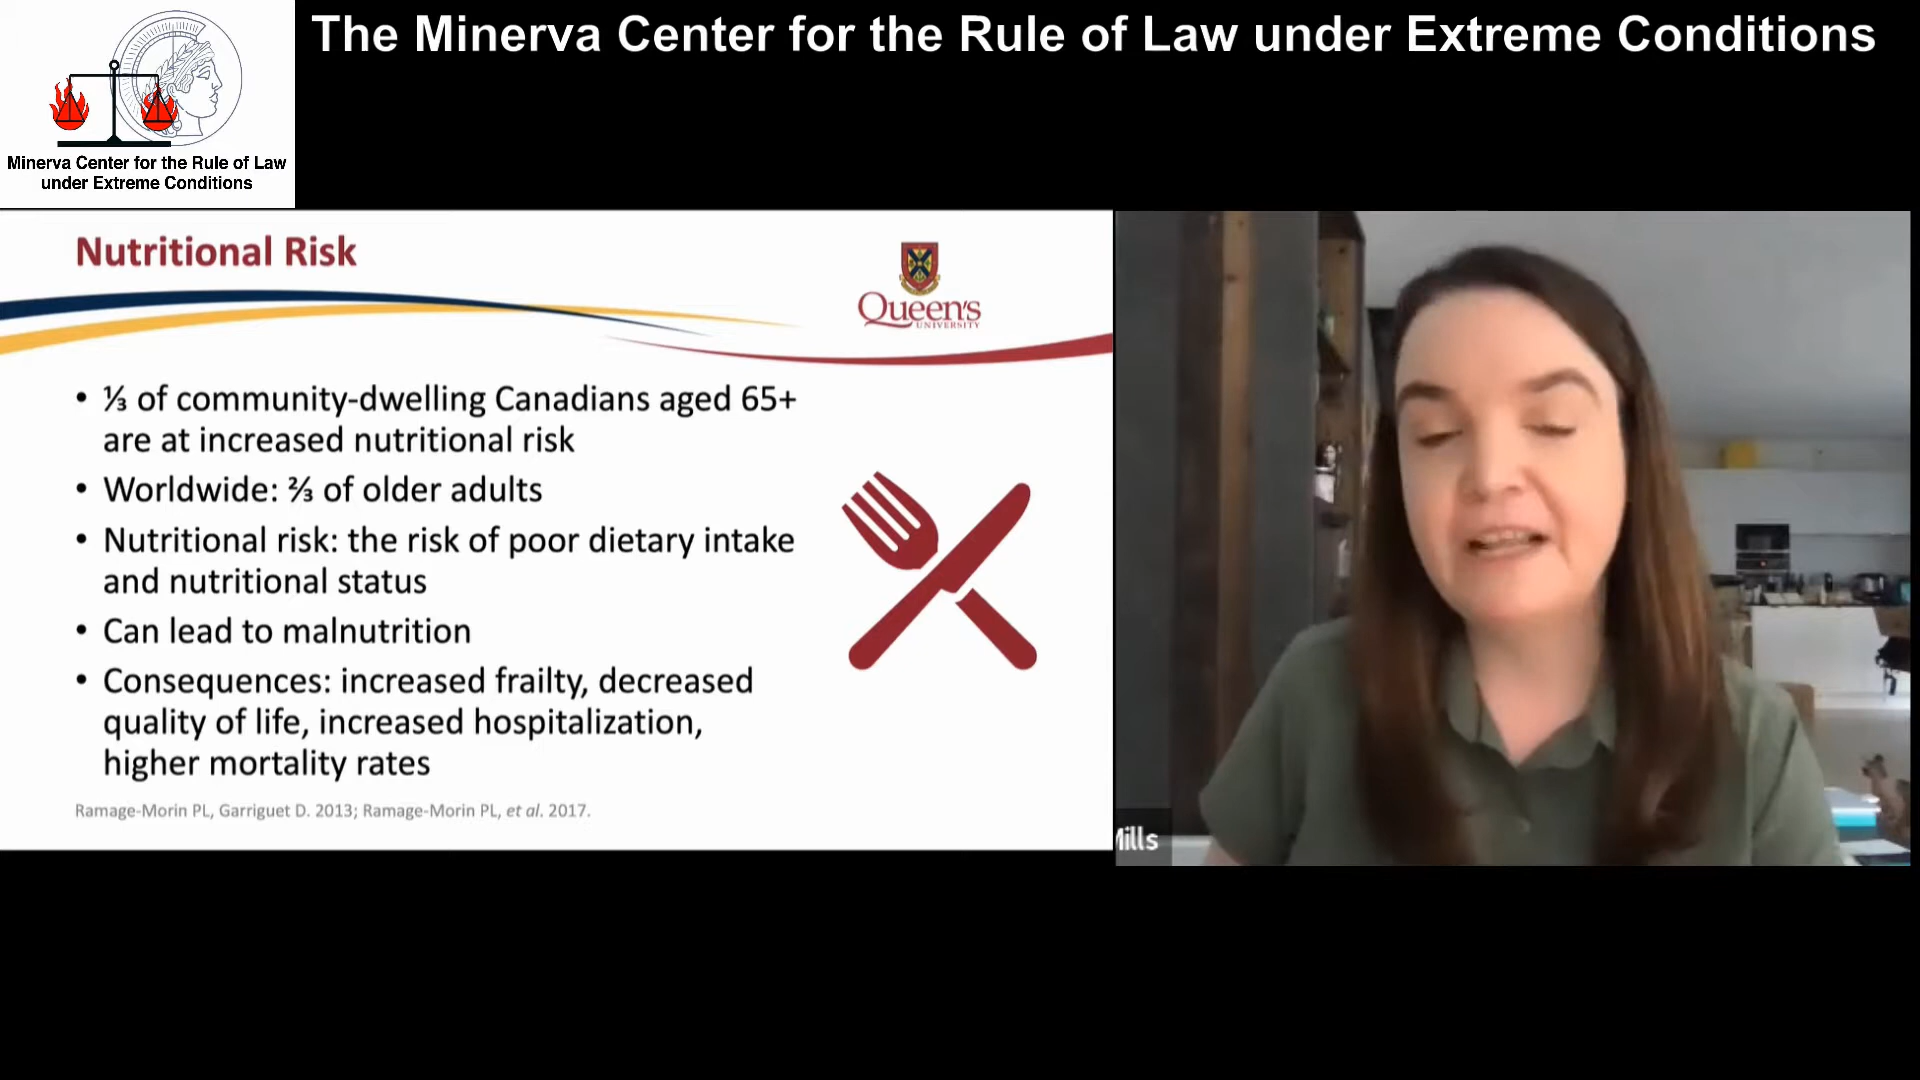 The Minerva Center for the Rule of Law under Extreme Conditions
Minerva Center for the Rule of Law
under Extreme Conditions
Nutritional Risk
Queen's
UNIVERSITY
• ⅓ of community-dwelling Canadians aged 65+
are at increased nutritional risk
• Worldwide: ⅔ of older adults
• Nutritional risk: the risk of poor dietary intake
and nutritional status
• Can lead to malnutrition
• Consequences: increased frailty, decreased
quality of life, increased hospitalization,
higher mortality rates
Ramage-Morin PL, Garriguet D. 2013; Ramage-Morin PL, et al. 2017.
Mills